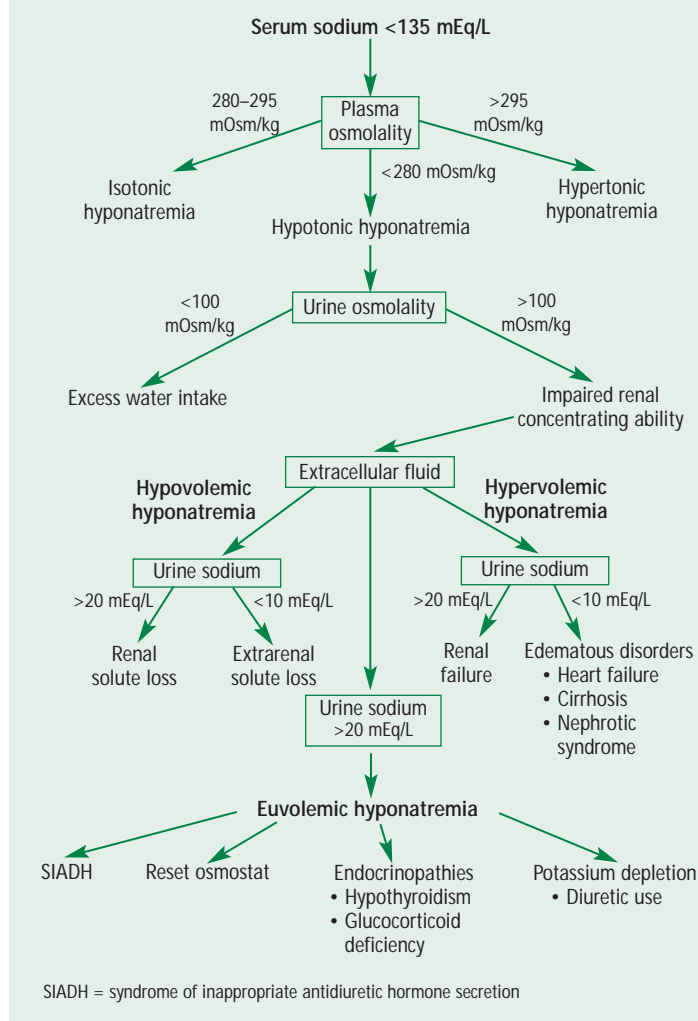 Serum sodium <135 mEq/L
280–295
mOsm/kg
Plasma
osmolality
>295
mOsm/kg
Isotonic
hyponatremia
<280 mOsm/kg
Hypertonic
hyponatremia
Hypotonic hyponatremia
<100
mOsm/kg
Urine osmolality
>100
mOsm/kg
Excess water intake
Impaired renal
concentrating ability
Extracellular fluid
Hypovolemic
hyponatremia
Hypervolemic
hyponatremia
Urine sodium
Urine sodium
>20 mEq/L
<10 mEq/L
>20 mEq/L
<10 mEq/L
Renal
solute loss
Extrarenal
solute loss
Renal
failure
Edematous disorders
• Heart failure
• Cirrhosis
• Nephrotic
syndrome
Urine sodium
>20 mEq/L
Euvolemic hyponatremia
SIADH
Reset osmostat
Endocrinopathies
• Hypothyroidism
• Glucocorticoid
deficiency
Potassium depletion
• Diuretic use
SIADH = syndrome of inappropriate antidiuretic hormone secretion